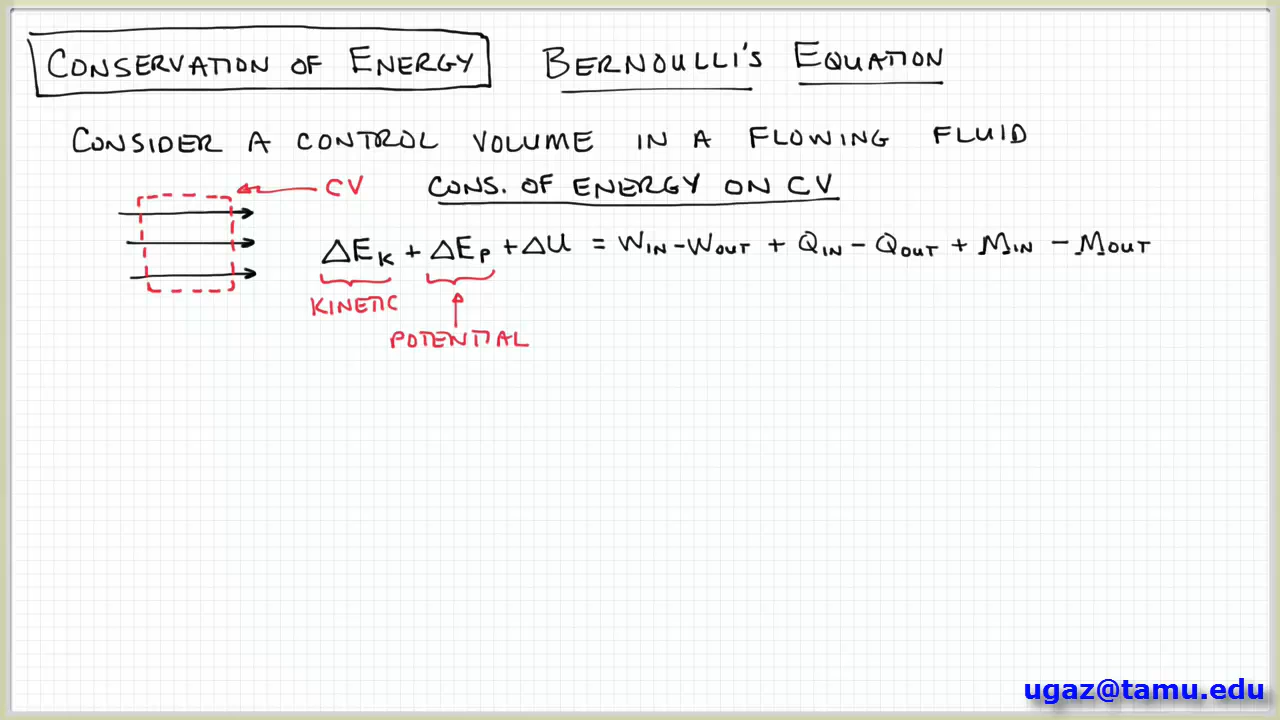 CONSERVATION OF ENERGY BERNOULLI'S EQUATION
CONSIDER A CONTROL VOLUME IN A FLOWING FLUID
CV CONS. OF ENERGY ON CV
ΔEK + ΔEP + ΔU = WIN - WOUT + QIN - QOUT + MIN - MOUT
KINETIC
POTENTIAL
ugaz@tamu.edu